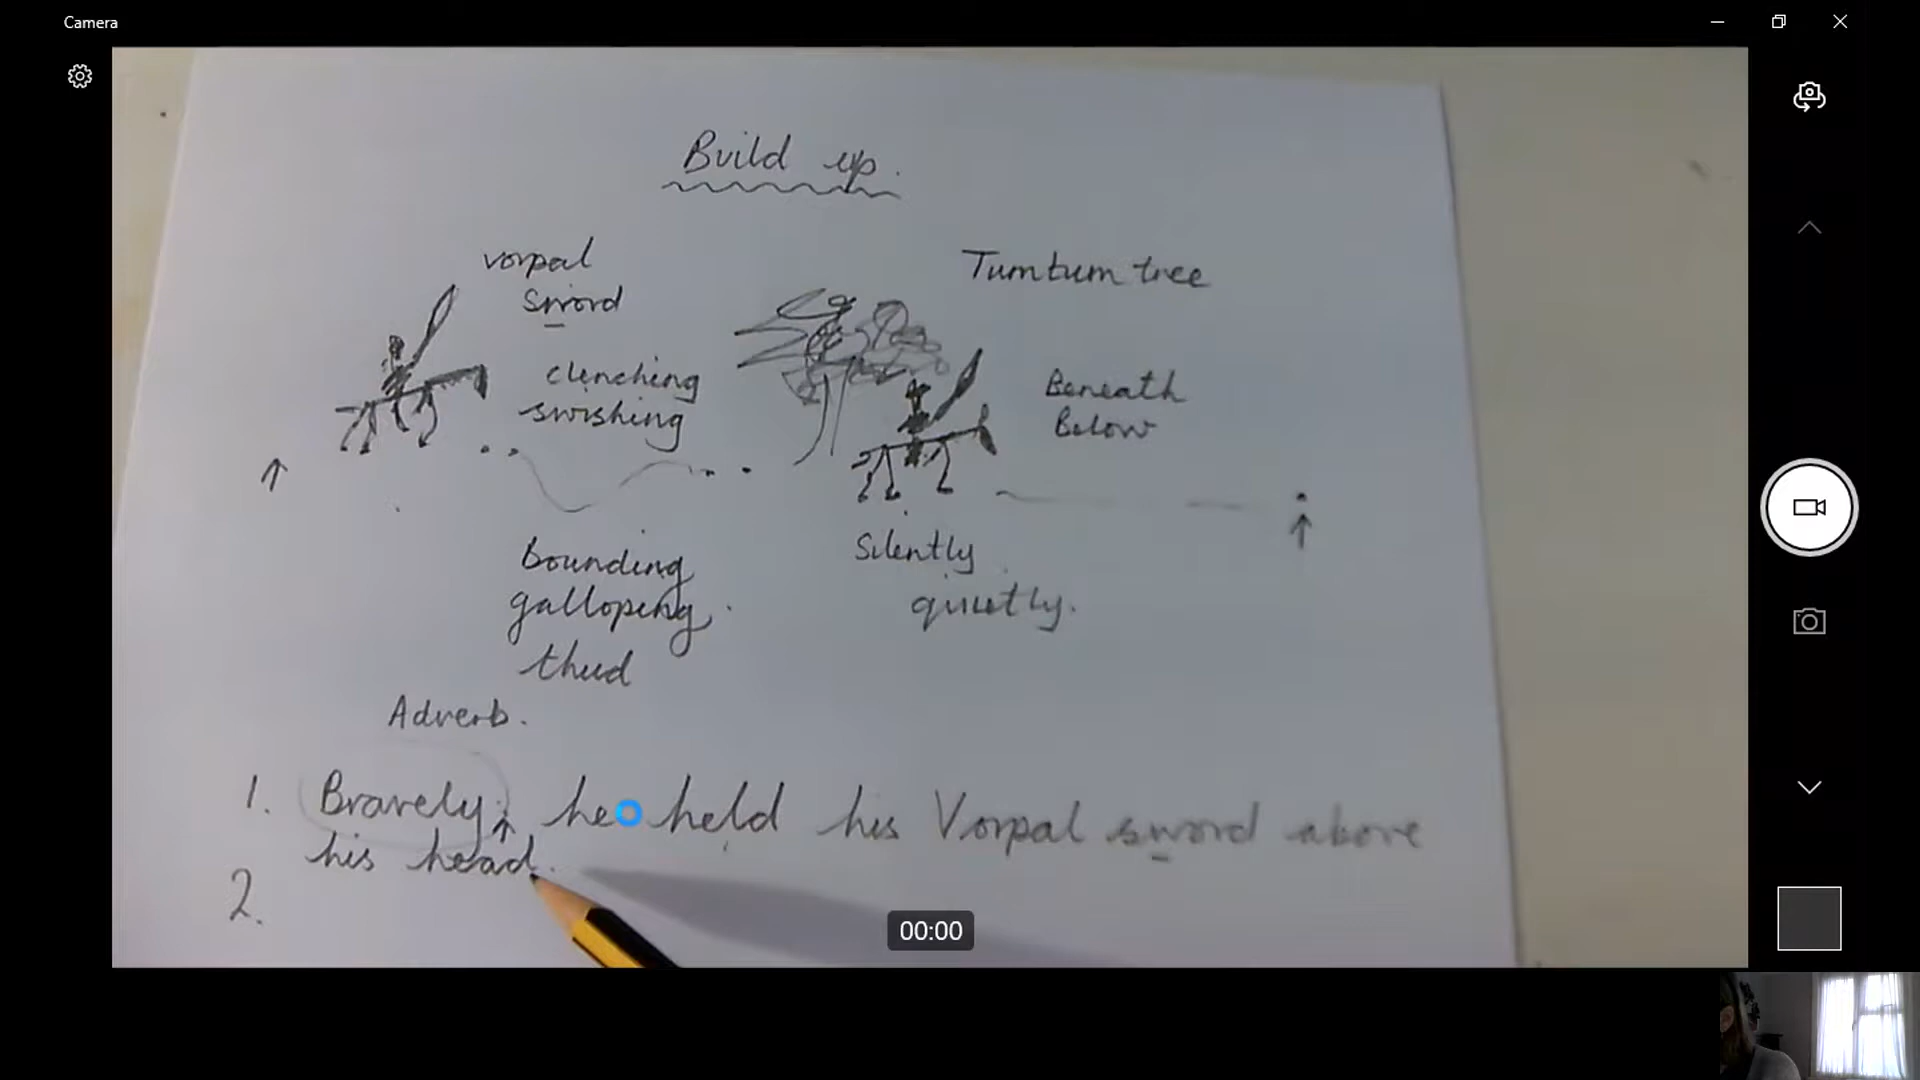 Camera
Build up.
vorpal
sword
Tumtum tree
clenching
swishing
Beneath
Below
Bounding
galloping
thud
Silently
quietly.
Adverb.
1. Bravely, he held his Vorpal sword above
his head.
2.
00:00